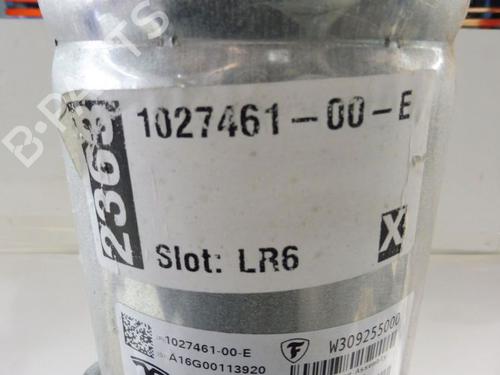 B-PARTS
2363
1027461-00-E
Slot: LR6
X
(P)1027461-00-E
(S)A16G00113920
F
W309255000